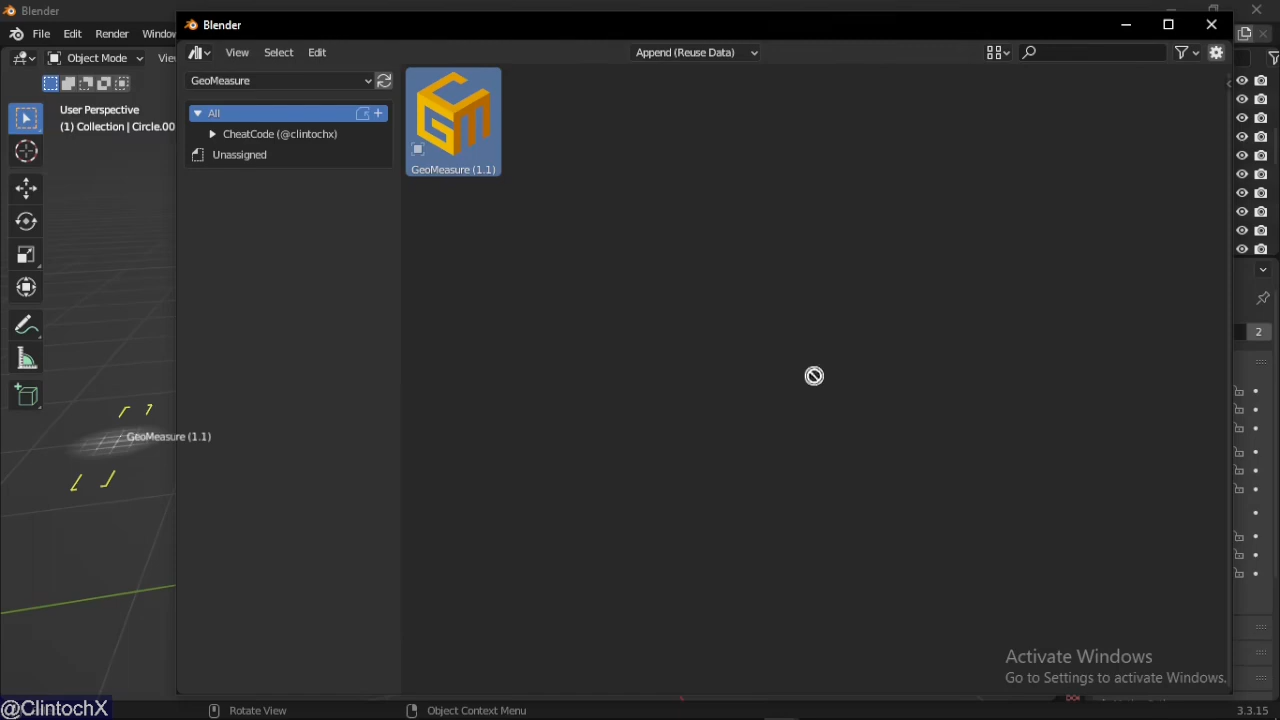 Blender
File Edit Render Window
Object Mode Vie
User Perspective
(1) Collection | Circle.00
Blender
View Select Edit
Append (Reuse Data)
GeoMeasure
All
CheatCode (@clintochx)
Unassigned
CGM
GeoMeasure (1.1)
GeoMeasure (1.1)
2
Activate Windows
Go to Settings to activate Windows.
@ClintochX
Rotate View
Object Context Menu
3.3.15